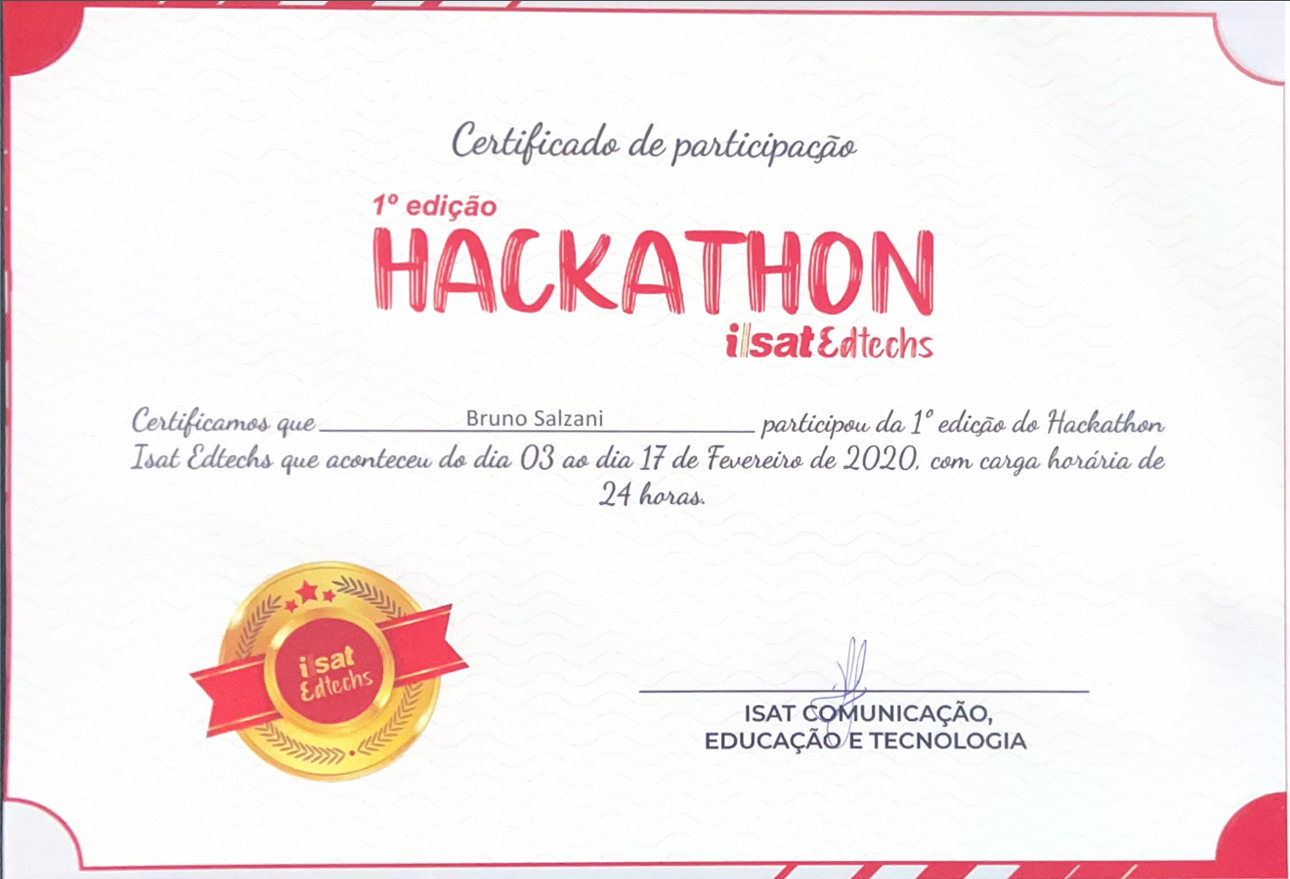 Certificado de participação
1º edição
HACKATHON
isat Edtechs
Certificamos que Bruno Salzani participou da 1º edição do Hackathon
Isat Edtechs que aconteceu do dia 03 ao dia 17 de Fevereiro de 2020, com carga horária de
24 horas.
isat
Edtechs
ISAT COMUNICAÇÃO,
EDUCAÇÃO E TECNOLOGIA